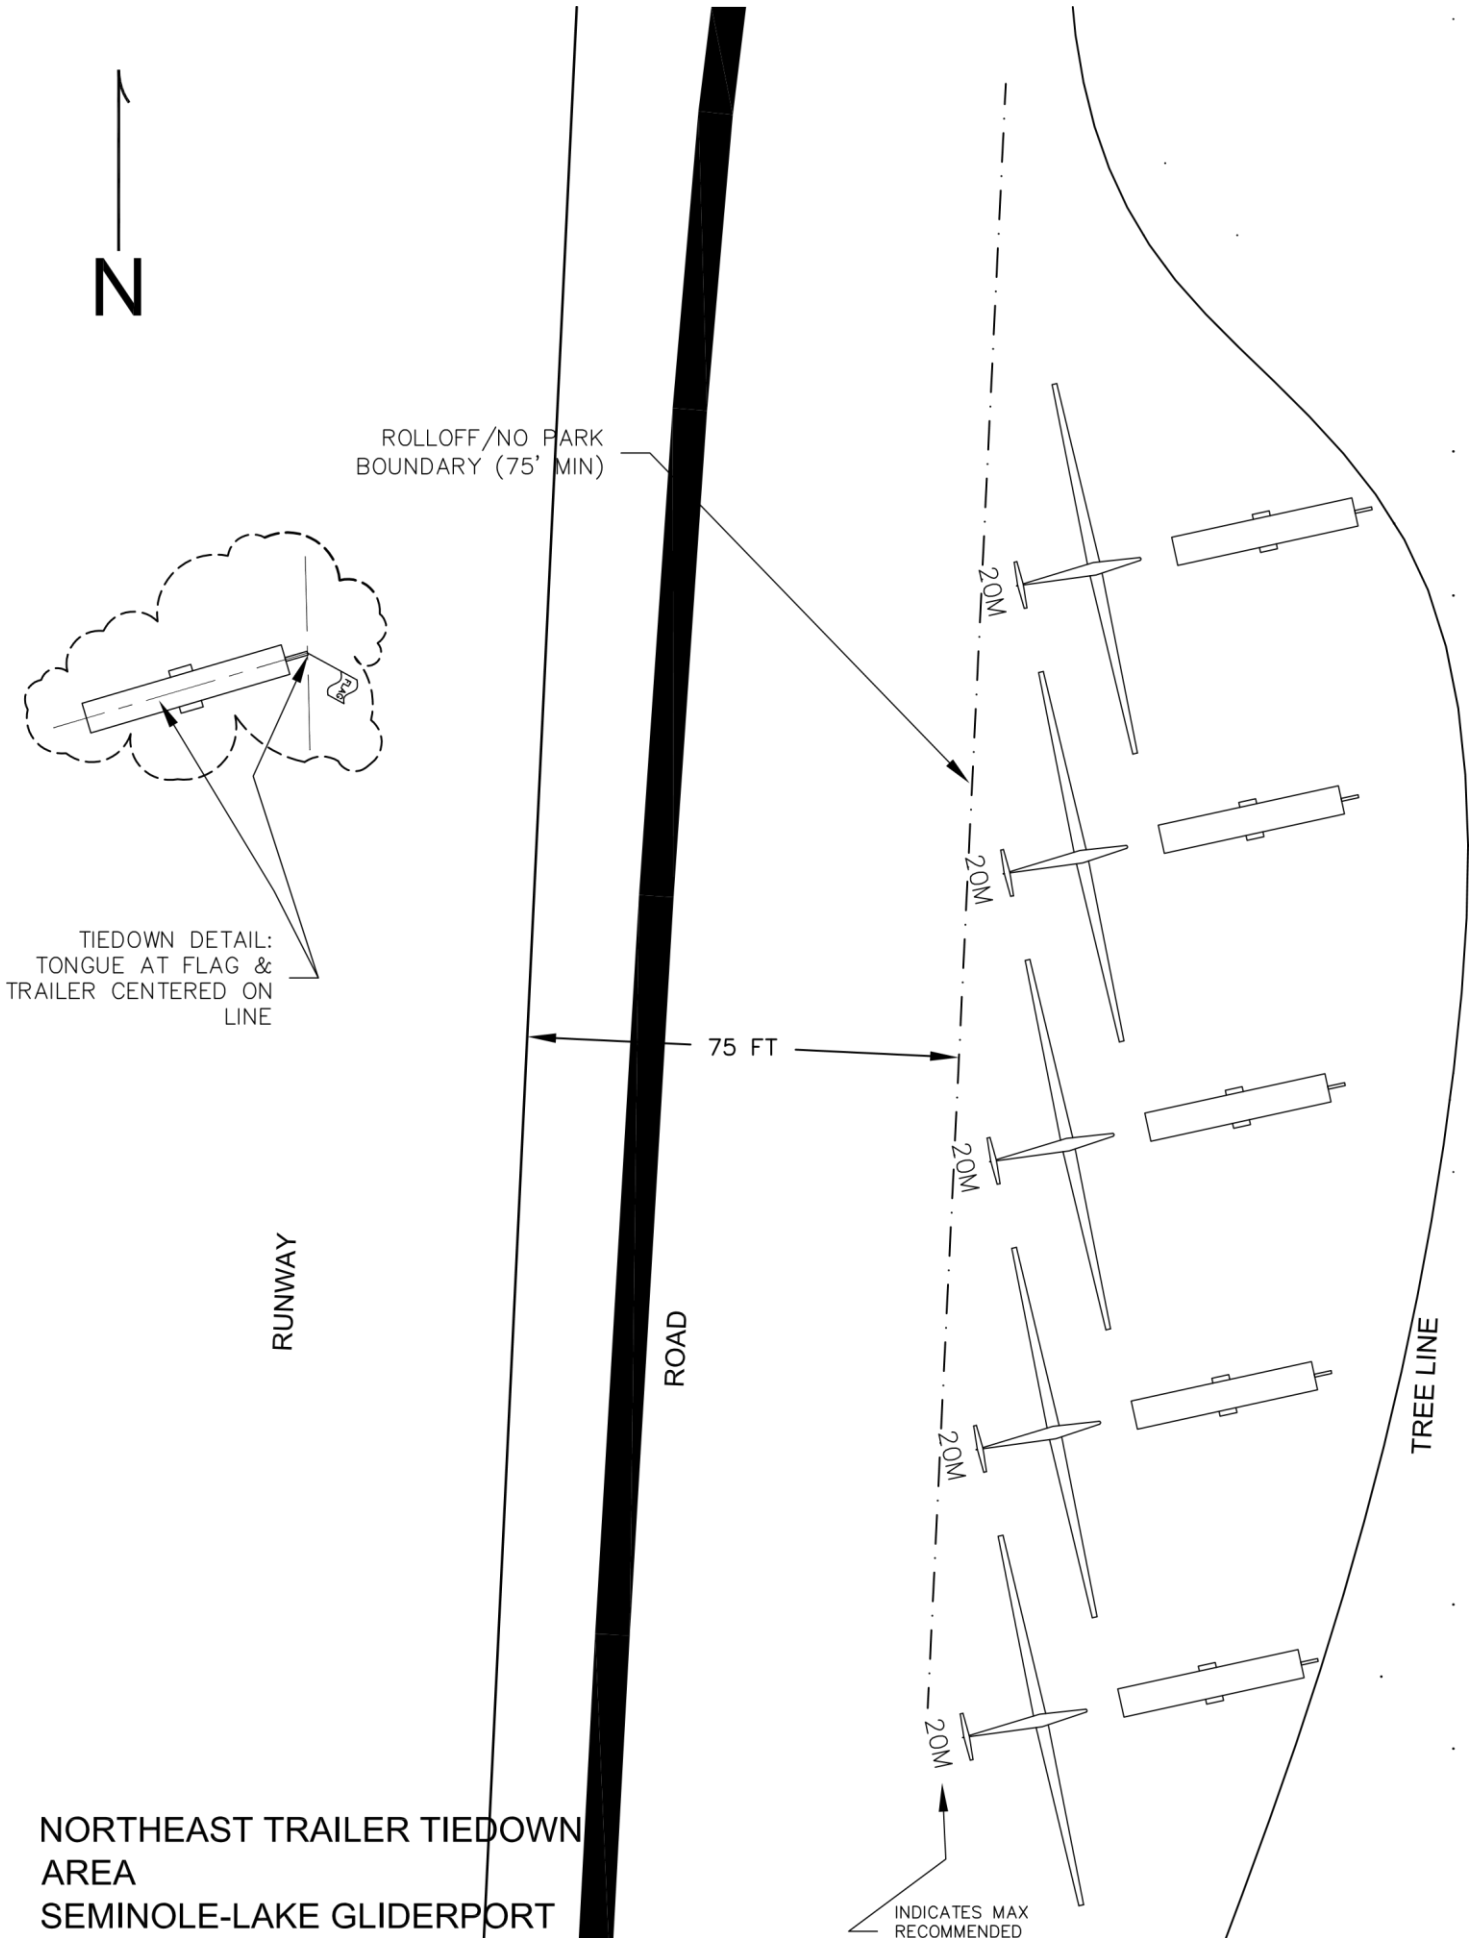 N
ROLLOFF/NO PARK
BOUNDARY (75' MIN)
20M
FLAG
20M
TIEDOWN DETAIL:
TONGUE AT FLAG &
TRAILER CENTERED ON
LINE
75 FT
20M
RUNWAY
ROAD
TREE LINE
20M
20M
NORTHEAST TRAILER TIEDOWN
AREA
SEMINOLE-LAKE GLIDERPORT
INDICATES MAX
RECOMMENDED